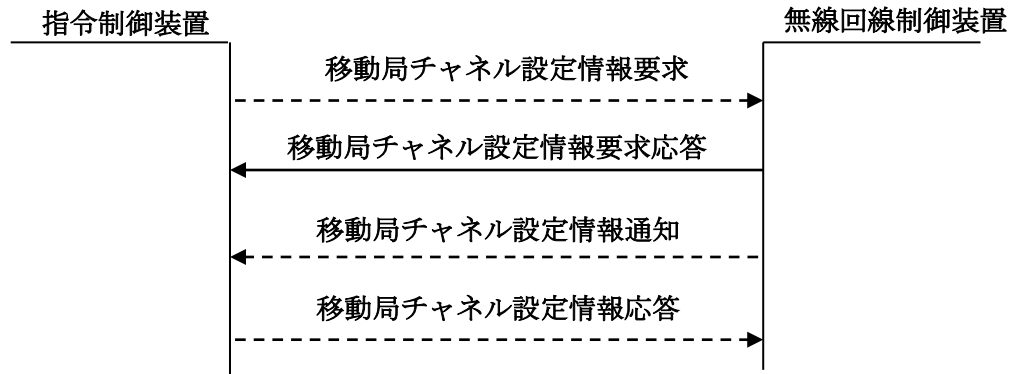 指令制御装置
無線回線制御装置
移動局チャネル設定情報要求
移動局チャネル設定情報要求応答
移動局チャネル設定情報通知
移動局チャネル設定情報応答